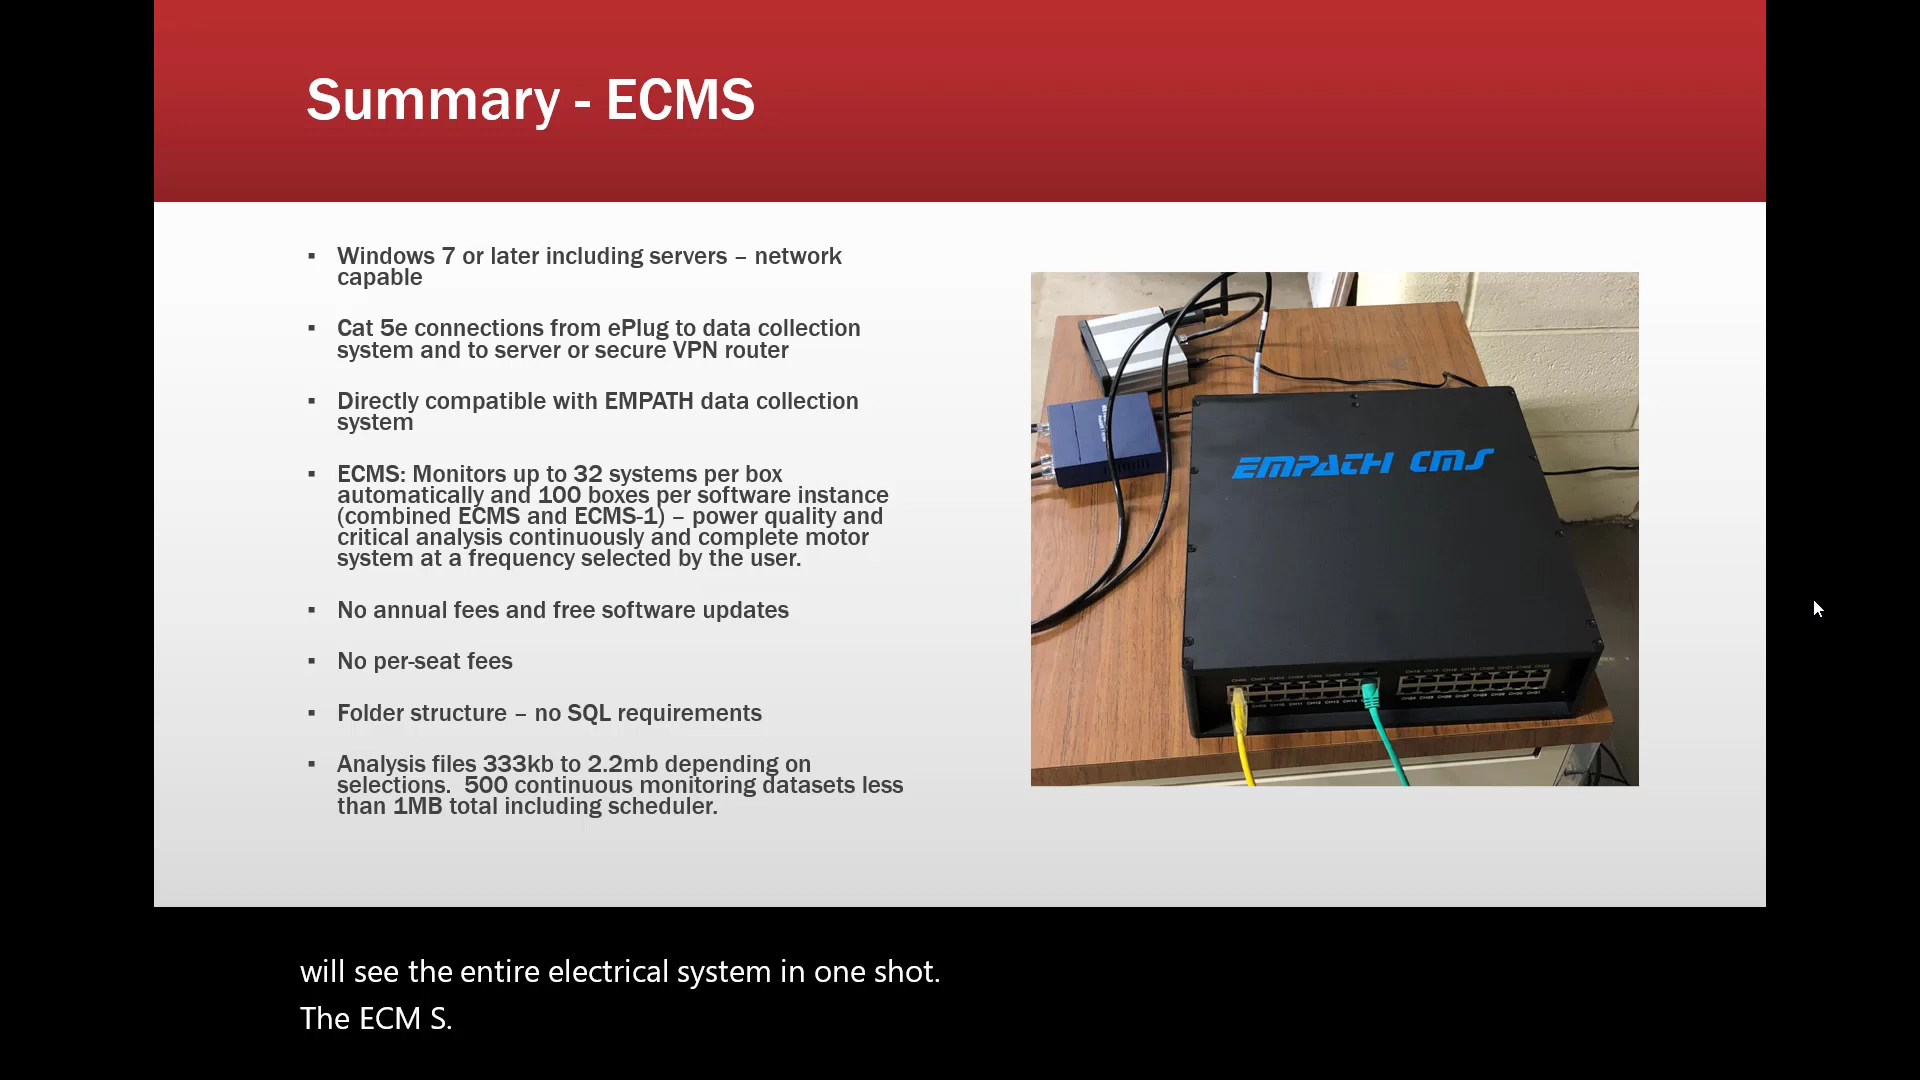 Summary - ECMS
▪ Windows 7 or later including servers – network
capable
▪ Cat 5e connections from ePlug to data collection
system and to server or secure VPN router
▪ Directly compatible with EMPATH data collection
system
▪ ECMS: Monitors up to 32 systems per box
automatically and 100 boxes per software instance
(combined ECMS and ECMS-1) – power quality and
critical analysis continuously and complete motor
system at a frequency selected by the user.
▪ No annual fees and free software updates
▪ No per-seat fees
▪ Folder structure – no SQL requirements
▪ Analysis files 333kb to 2.2mb depending on
selections.  500 continuous monitoring datasets less
than 1MB total including scheduler.
EMPATH CMS
will see the entire electrical system in one shot.
The ECM S.